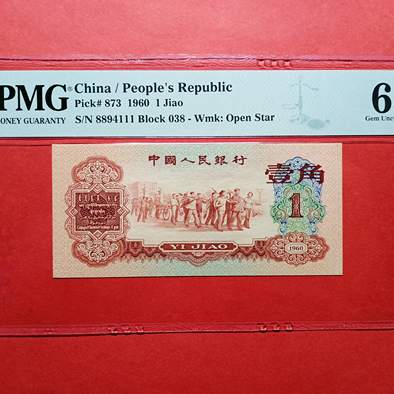 PMG® China / People's Republic
Pick# 873 1960 1 Jiao
MONEY GUARANTY
S/N 8894111 Block 038 - Wmk: Open Star
6
Gem Unc
中國人民銀行
壹角
1
YI JIAO
1960